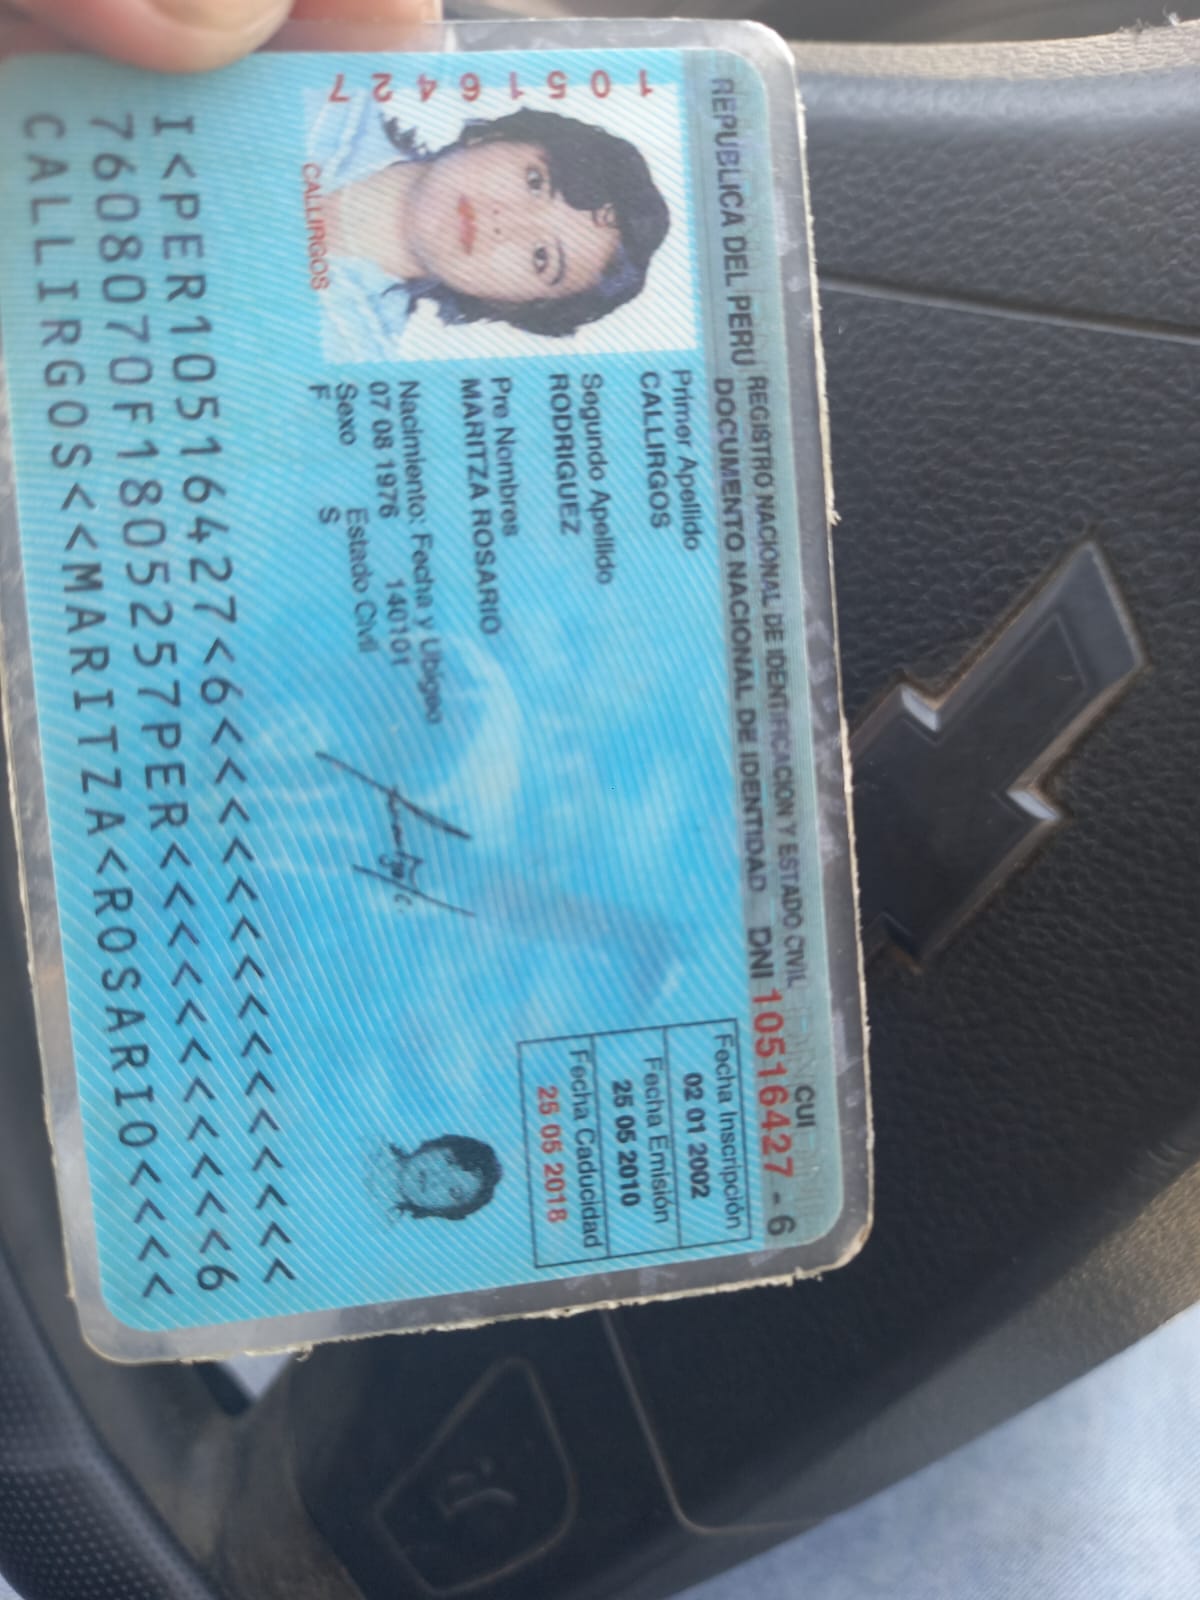 REPUBLICA DEL PERU
REGISTRO NACIONAL DE IDENTIFICACION Y ESTADO CIVIL
DOCUMENTO NACIONAL DE IDENTIDAD
CUI
DNI 10516427 - 6
10516427
CALLIRGOS
Primer Apellido
CALLIRGOS
Segundo Apellido
RODRIGUEZ
Pre Nombres
MARITZA ROSARIO
Nacimiento: Fecha y Ubigeo
07 08 1976 140101
Sexo Estado Civil
F S
Fecha Inscripción
02 01 2002
Fecha Emisión
25 05 2010
Fecha Caducidad
25 05 2018
I<PER10516427<6<<<<<<<<<<<<<<<
7608070F1805257PER<<<<<<<<<<<6
CALLIRGOS<<MARITZA<ROSARIO<<<<